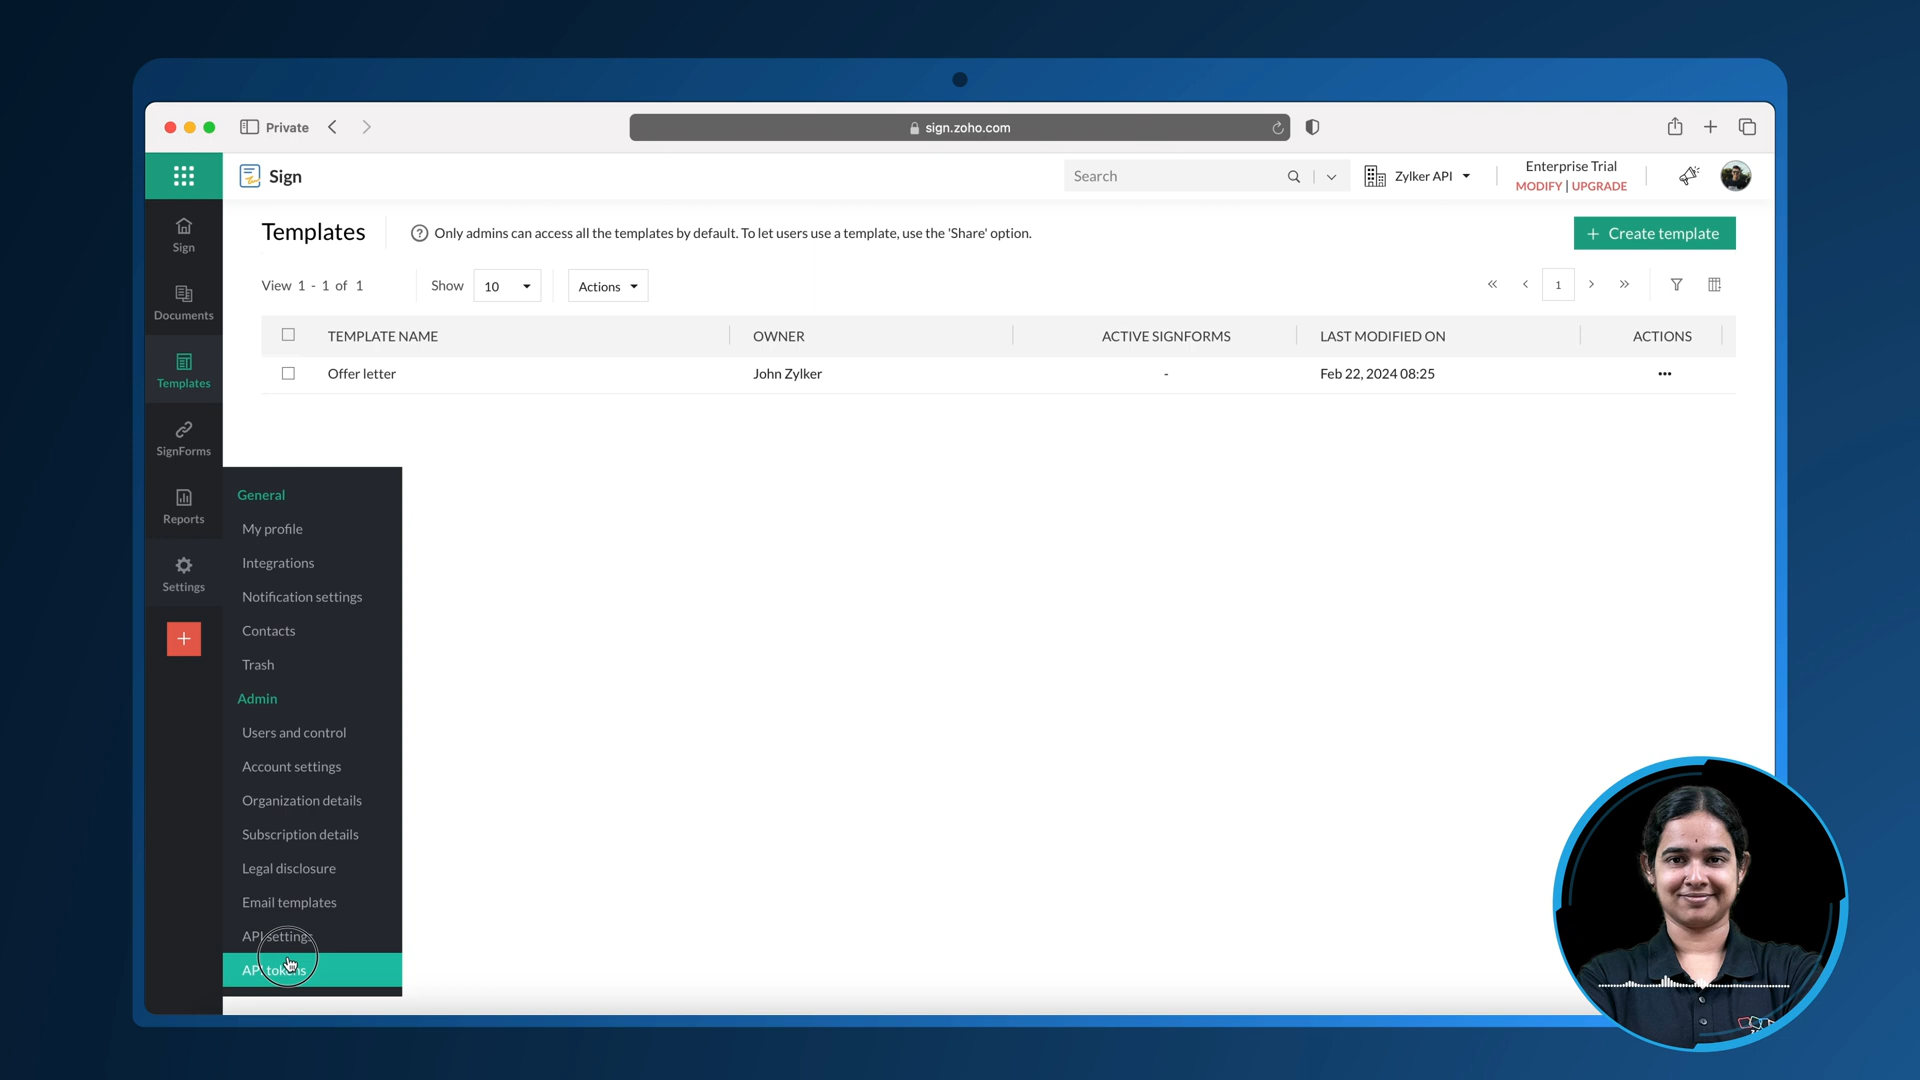 Private
sign.zoho.com
Sign
Search
Zylker API
Enterprise Trial
MODIFY | UPGRADE
Sign
Documents
Templates
SignForms
Reports
Settings
Templates
Only admins can access all the templates by default. To let users use a template, use the 'Share' option.
+ Create template
View 1 - 1 of 1
Show 10
Actions
1
TEMPLATE NAME OWNER ACTIVE SIGNFORMS LAST MODIFIED ON ACTIONS
Offer letter John Zylker - Feb 22, 2024 08:25 •••
General
My profile
Integrations
Notification settings
Contacts
Trash
Admin
Users and control
Account settings
Organization details
Subscription details
Legal disclosure
Email templates
API settings
API tokens